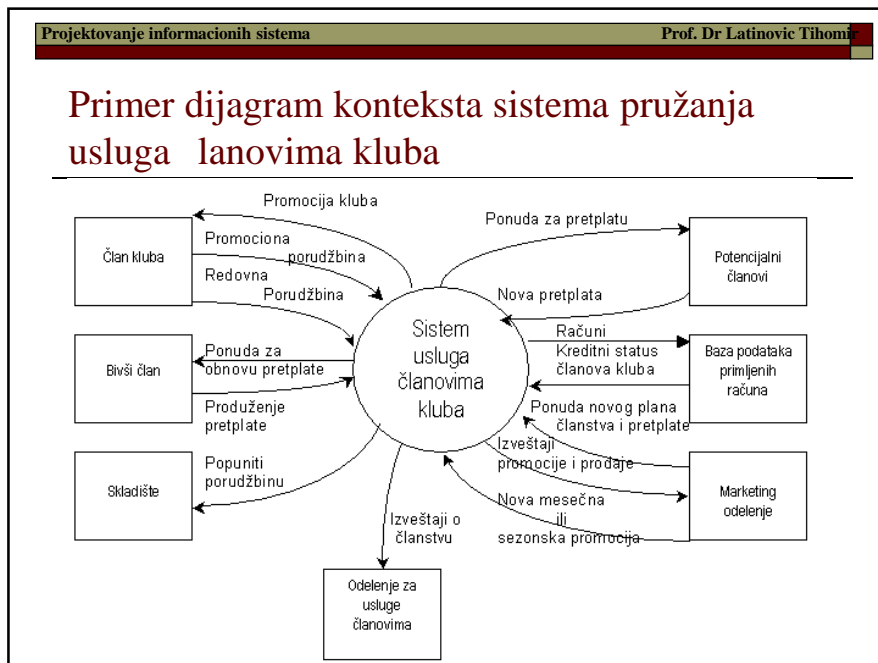 Projektovanje informacionih sistema
Prof. Dr Latinovic Tihomir
Primer dijagram konteksta sistema pružanja
usluga lanovima kluba
Promocija kluba
Ponuda za pretplatu
Član kluba
Promociona
porudžbina
Redovna
Porudžbina
Potencijalni
članovi
Nova pretplata
Sistem
usluga
članovima
kluba
Računi
Kreditni status
članova kluba
Bivši član
Ponuda za
obnovu pretplate
Produženje
pretplate
Baza podataka
primljenih
računa
Ponuda novog plana
članstva i pretplate
Izveštaji
promocije i prodaje
Skladište
Popuniti
porudžbinu
Marketing
odelenje
Nova mesečna
ili
sezonska promocija
Izveštaji o
članstvu
Odelenje za
usluge
članovima